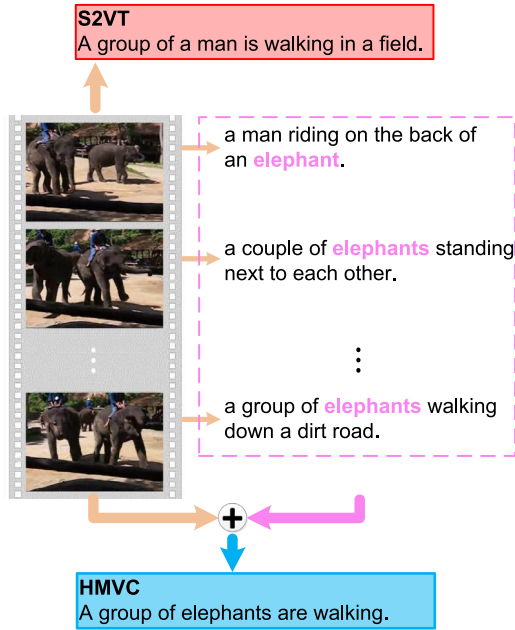 S2VT
A group of a man is walking in a field.
a man riding on the back of
an elephant.
a couple of elephants standing
next to each other.
a group of elephants walking
down a dirt road.
HMVC
A group of elephants are walking.